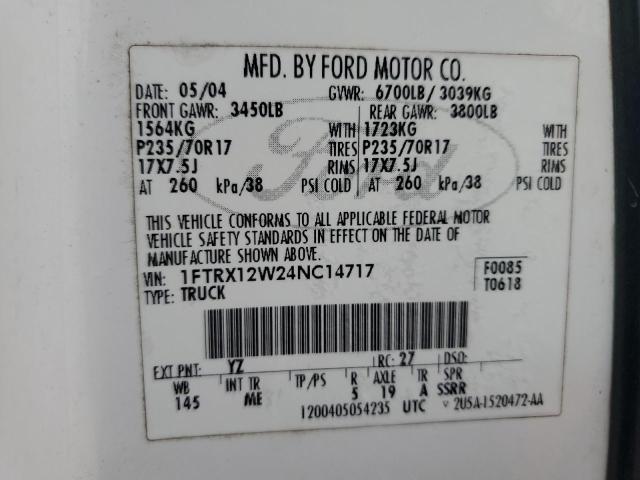 MFD. BY FORD MOTOR CO.
DATE: 05/04 GVWR: 6700LB/ 3039KG
FRONT GAWR: 3450LB REAR GAWR: 3800LB
1564KG WITH 1723KG WITH
P235/70R17 TIRES P235/70R17 TIRES
17X7.5J RIMS 17X7.5J RIMS
AT 260 kPa/38 PSI COLD AT 260 kPa/38 PSI COLD
Ford
THIS VEHICLE CONFORMS TO ALL APPLICABLE FEDERAL MOTOR
VEHICLE SAFETY STANDARDS IN EFFECT ON THE DATE OF
MANUFACTURE SHOWN ABOVE.
VIN: 1FTRX12W24NC14717 F0085
TYPE: TRUCK T0618
EXT PNT: YZ RC: 27 DSO:
WB INT TR TP/PS R AXLE TR SPR
145 ME 5 19 A SSRR
1200405054235 UTC 2U5A-1520472-AA